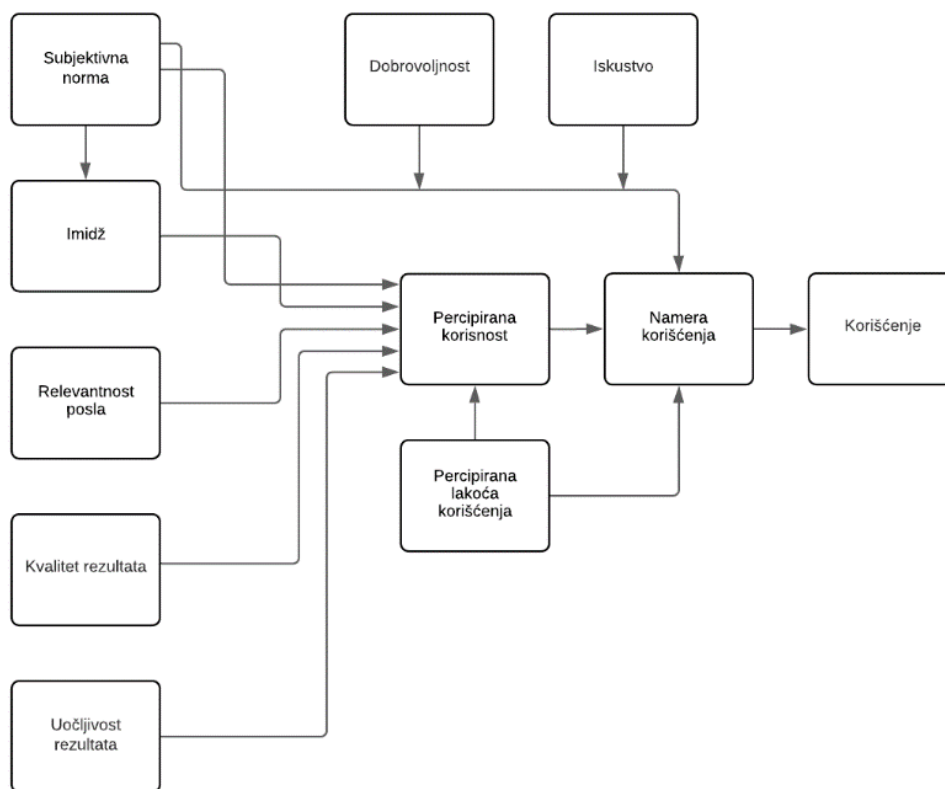 Subjektivna
norma
Dobrovoljnost
Iskustvo
Imidž
Percipirana
korisnost
Namera
korišćenja
Korišćenje
Relevantnost
posla
Percipirana
lakoća
korišćenja
Kvalitet rezultata
Uočljivost
rezultata